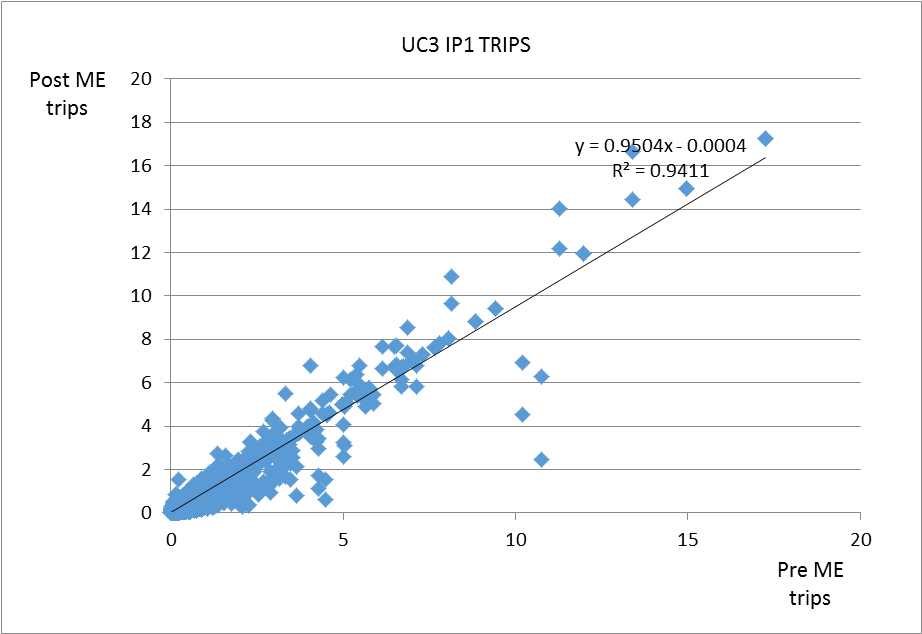 UC3 IP1 TRIPS
Post ME
trips
20
18
16
14
12
10
8
6
4
2
0
y = 0.9504x - 0.0004
R² = 0.9411
0
5
10
15
20
Pre ME
trips